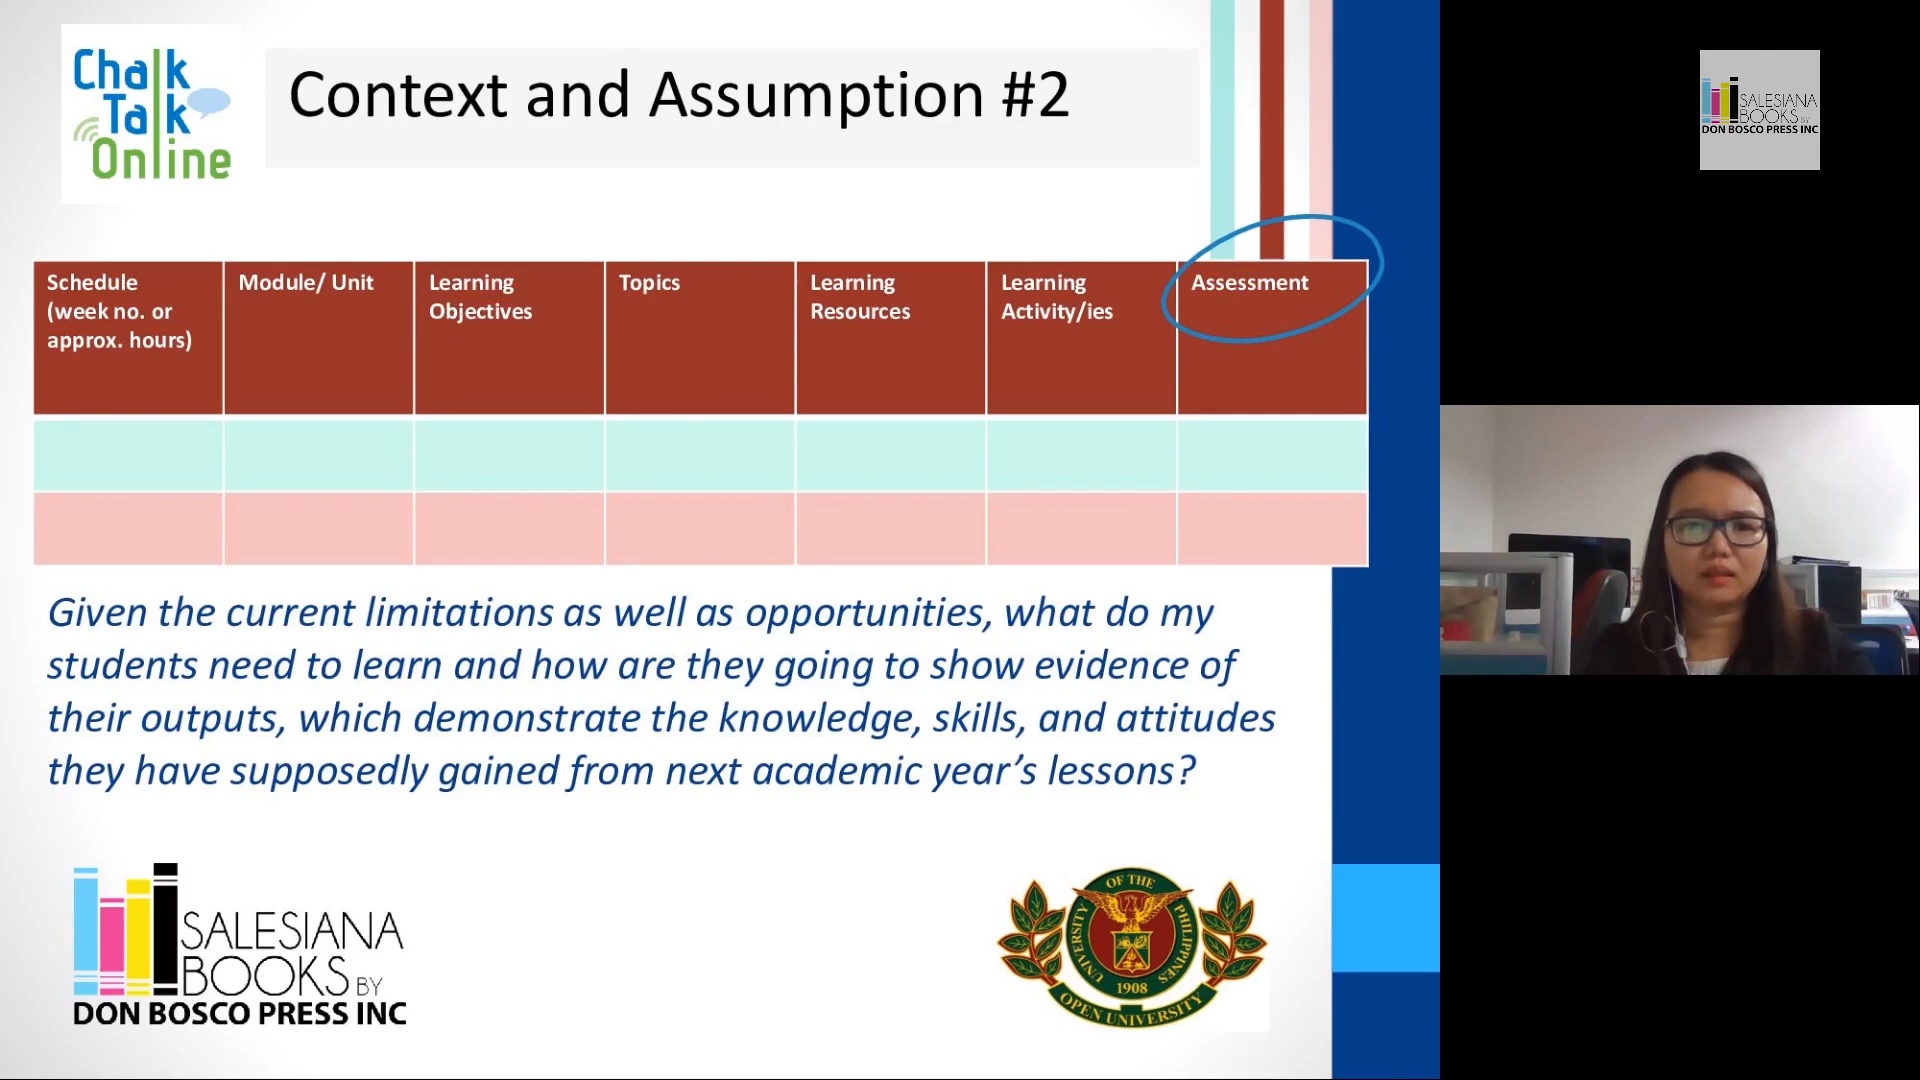 Chalk
Talk
Online
Context and Assumption #2
Schedule
(week no. or
approx. hours)
Module/ Unit
Learning
Objectives
Topics
Learning
Resources
Learning
Activity/ies
Assessment
Given the current limitations as well as opportunities, what do my
students need to learn and how are they going to show evidence of
their outputs, which demonstrate the knowledge, skills, and attitudes
they have supposedly gained from next academic year’s lessons?
SALESIANA
BOOKS BY
DON BOSCO PRESS INC
UNIVERSITY OF THE PHILIPPINES
1908
OPEN UNIVERSITY
SALESIANA
BOOKS BY
DON BOSCO PRESS INC